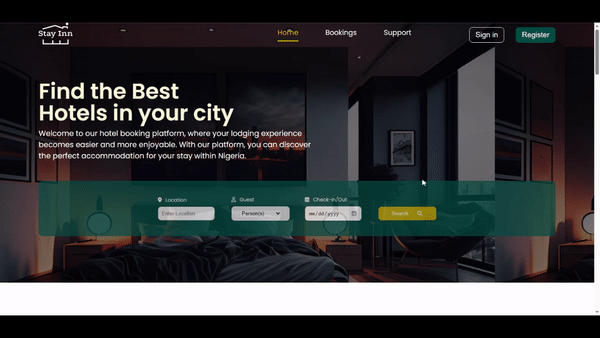 Stay Inn
Home
Bookings
Support
Sign in
Register
Find the Best
Hotels in your city
Welcome to our hotel booking platform, where your lodging experience
becomes easier and more enjoyable. With our platform, you can discover
the perfect accommodation for your stay within Nigeria.
Location
Guest
Check-in/Out
Enter Location
Person(s)
mm/dd/yyyy
Search